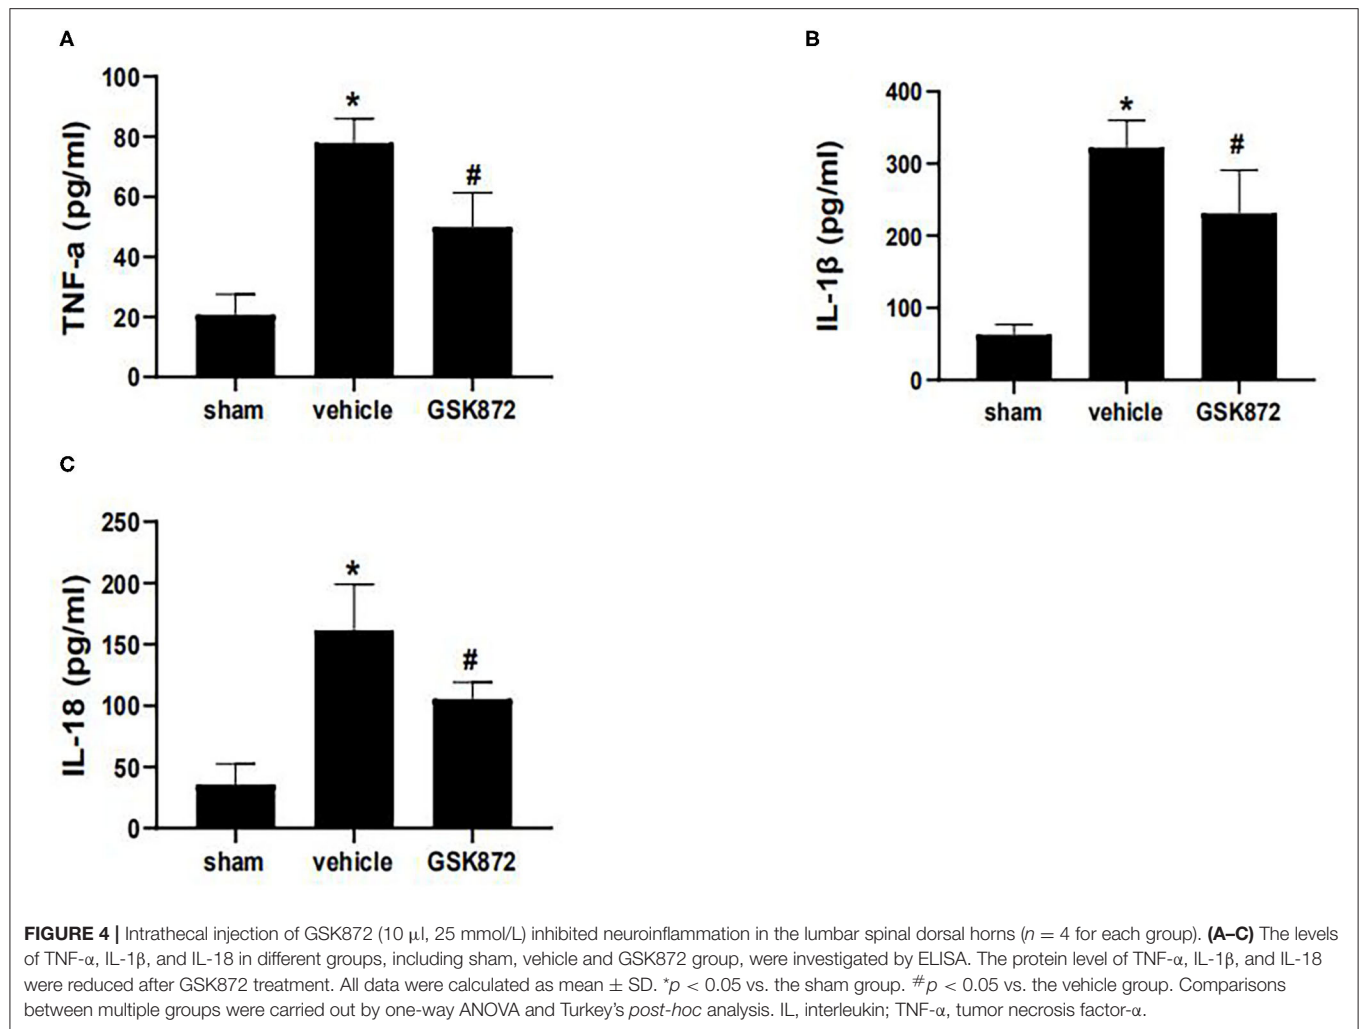 A
100
80
60
40
20
0
TNF-a (pg/ml)
*
#
sham vehicle GSK872
B
400
300
200
100
0
IL-1β (pg/ml)
*
#
sham vehicle GSK872
C
250
200
150
100
50
0
IL-18 (pg/ml)
*
#
sham vehicle GSK872
FIGURE 4 | Intrathecal injection of GSK872 (10 μl, 25 mmol/L) inhibited neuroinflammation in the lumbar spinal dorsal horns (n = 4 for each group). (A–C) The levels
of TNF-α, IL-1β, and IL-18 in different groups, including sham, vehicle and GSK872 group, were investigated by ELISA. The protein level of TNF-α, IL-1β, and IL-18
were reduced after GSK872 treatment. All data were calculated as mean ± SD. *p < 0.05 vs. the sham group. #p < 0.05 vs. the vehicle group. Comparisons
between multiple groups were carried out by one-way ANOVA and Turkey's post-hoc analysis. IL, interleukin; TNF-α, tumor necrosis factor-α.